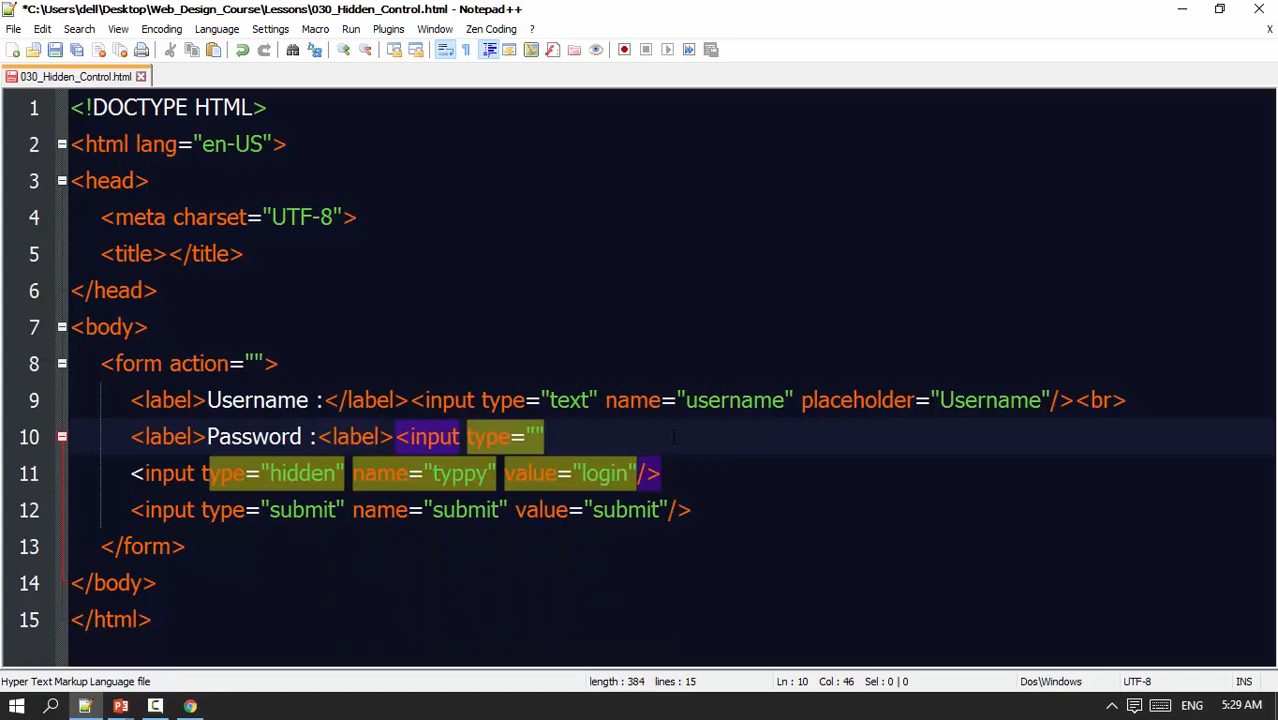 *C:\Users\dell\Desktop\Web_Design_Course\Lessons\030_Hidden_Control.html - Notepad++
File Edit Search View Encoding Language Settings Macro Run Plugins Window Zen Coding ? X
030_Hidden_Control.html
1 <!DOCTYPE HTML>
2 <html lang="en-US">
3 <head>
4 <meta charset="UTF-8">
5 <title></title>
6 </head>
7 <body>
8 <form action="">
9 <label>Username :</label><input type="text" name="username" placeholder="Username"/><br>
10 <label>Password :<label><input type=""
11 <input type="hidden" name="typpy" value="login"/>
12 <input type="submit" name="submit" value="submit"/>
13 </form>
14 </body>
15 </html>
Hyper Text Markup Language file length : 384 lines : 15 Ln : 10 Col : 46 Sel : 0 | 0 Dos\Windows UTF-8 INS
ENG 5:29 AM